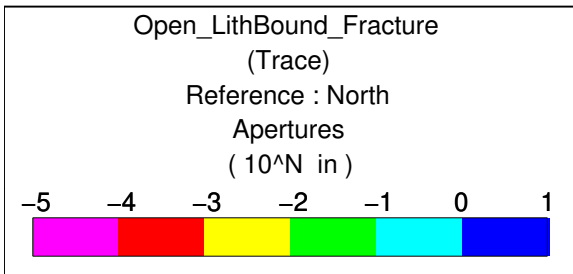 Open_LithBound_Fracture
(Trace)
Reference : North
Apertures
( 10^N  in )
−5 −4 −3 −2 −1 0 1